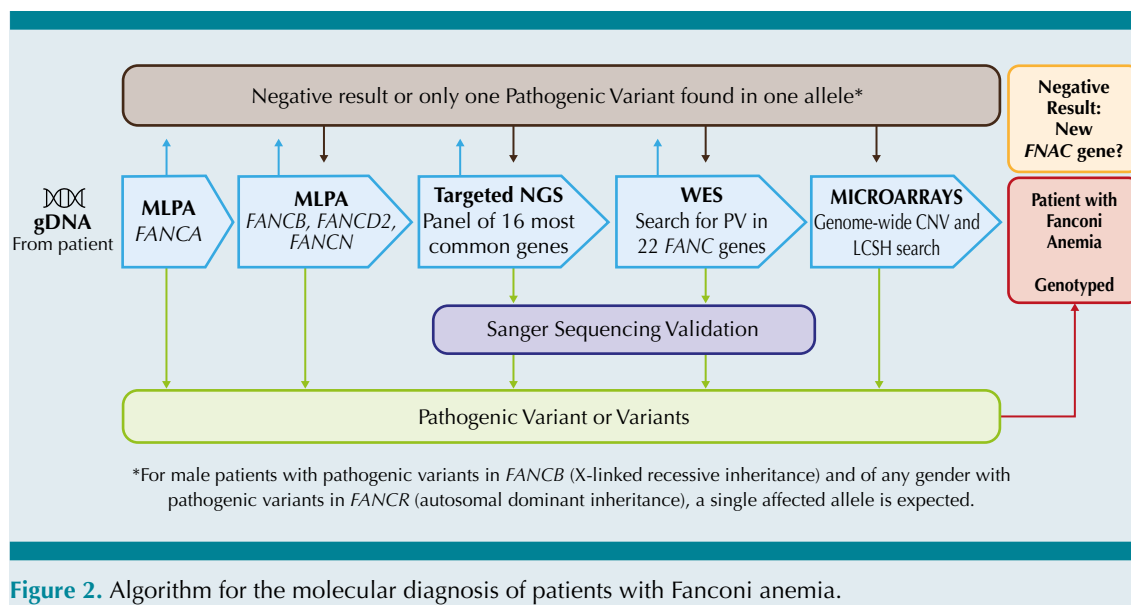 Negative result or only one Pathogenic Variant found in one allele*
Negative
Result:
New
FNAC gene?
gDNA
From patient
MLPA
FANCA
MLPA
FANCB, FANCD2,
FANCN
Targeted NGS
Panel of 16 most
common genes
WES
Search for PV in
22 FANC genes
MICROARRAYS
Genome-wide CNV and
LCSH search
Patient with
Fanconi
Anemia
Genotyped
Sanger Sequencing Validation
Pathogenic Variant or Variants
*For male patients with pathogenic variants in FANCB (X-linked recessive inheritance) and of any gender with
pathogenic variants in FANCR (autosomal dominant inheritance), a single affected allele is expected.
Figure 2. Algorithm for the molecular diagnosis of patients with Fanconi anemia.